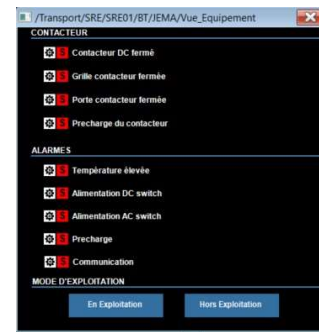 /Transport/SRE/SRE01/BT/JEMA/Vue_Equipement
CONTACTEUR
S Contacteur DC fermé
S Grille contacteur fermée
S Porte contacteur fermée
S Precharge du contacteur
ALARMES
S Température élevée
S Alimentation DC switch
S Alimentation AC switch
S Precharge
S Communication
MODE D'EXPLOITATION
En Exploitation
Hors Exploitation